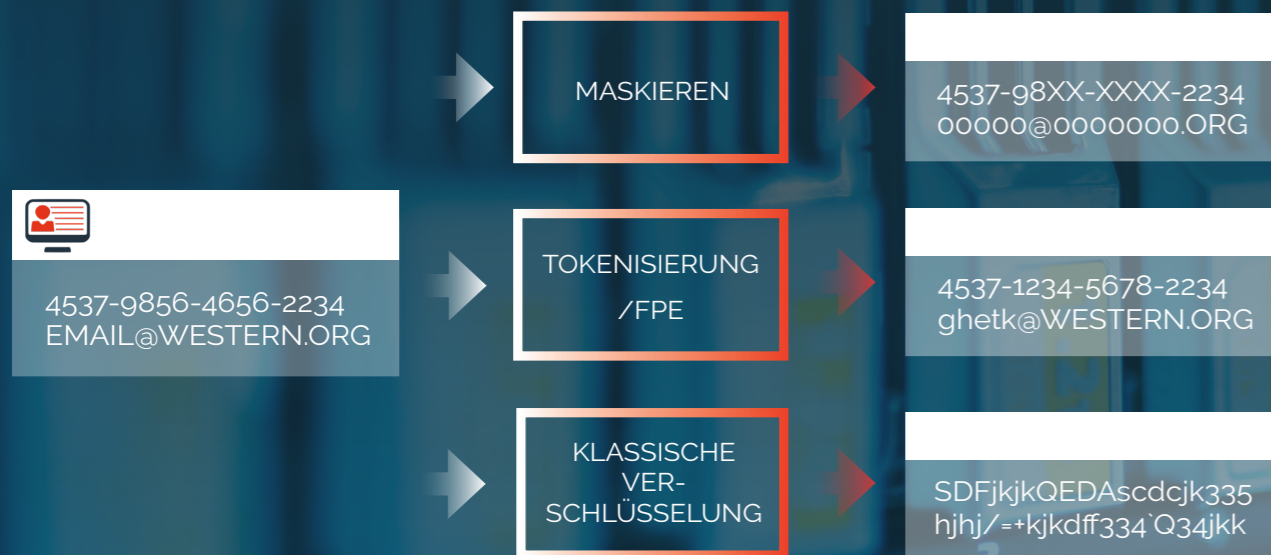 MASKIEREN
4537-98XX-XXXX-2234
00000@0000000.ORG
4537-9856-4656-2234
EMAIL@WESTERN.ORG
TOKENISIERUNG
/FPE
4537-1234-5678-2234
ghetk@WESTERN.ORG
KLASSISCHE
VER-
SCHLÜSSELUNG
SDFjkjkQEDAscdcjk335
hjhj/=+kjkdff334`Q34jkk